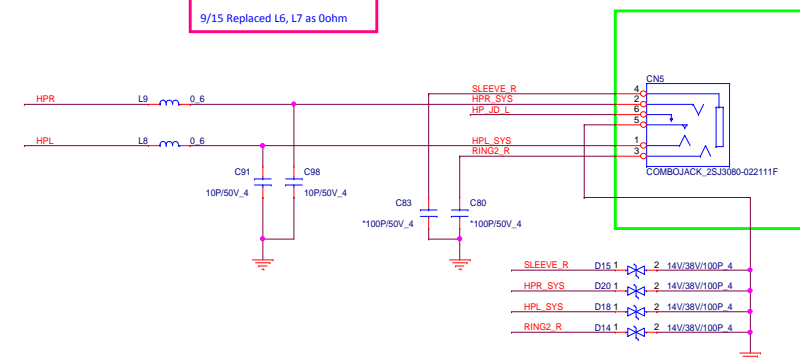 9/15 Replaced L6, L7 as 0ohm
CN5
SLEEVE_R 4
HPR L9 0_6 HPR_SYS 2
HP_JD_L 6
5
HPL L8 0_6 HPL_SYS 1
RING2_R 3
COMBOJACK_2SJ3080-022111F
C91 C98
10P/50V_4 10P/50V_4
C83 C80
*100P/50V_4 *100P/50V_4
SLEEVE_R D15 1 2 14V/38V/100P_4
HPR_SYS D20 1 2 14V/38V/100P_4
HPL_SYS D18 1 2 14V/38V/100P_4
RING2_R D14 1 2 14V/38V/100P_4